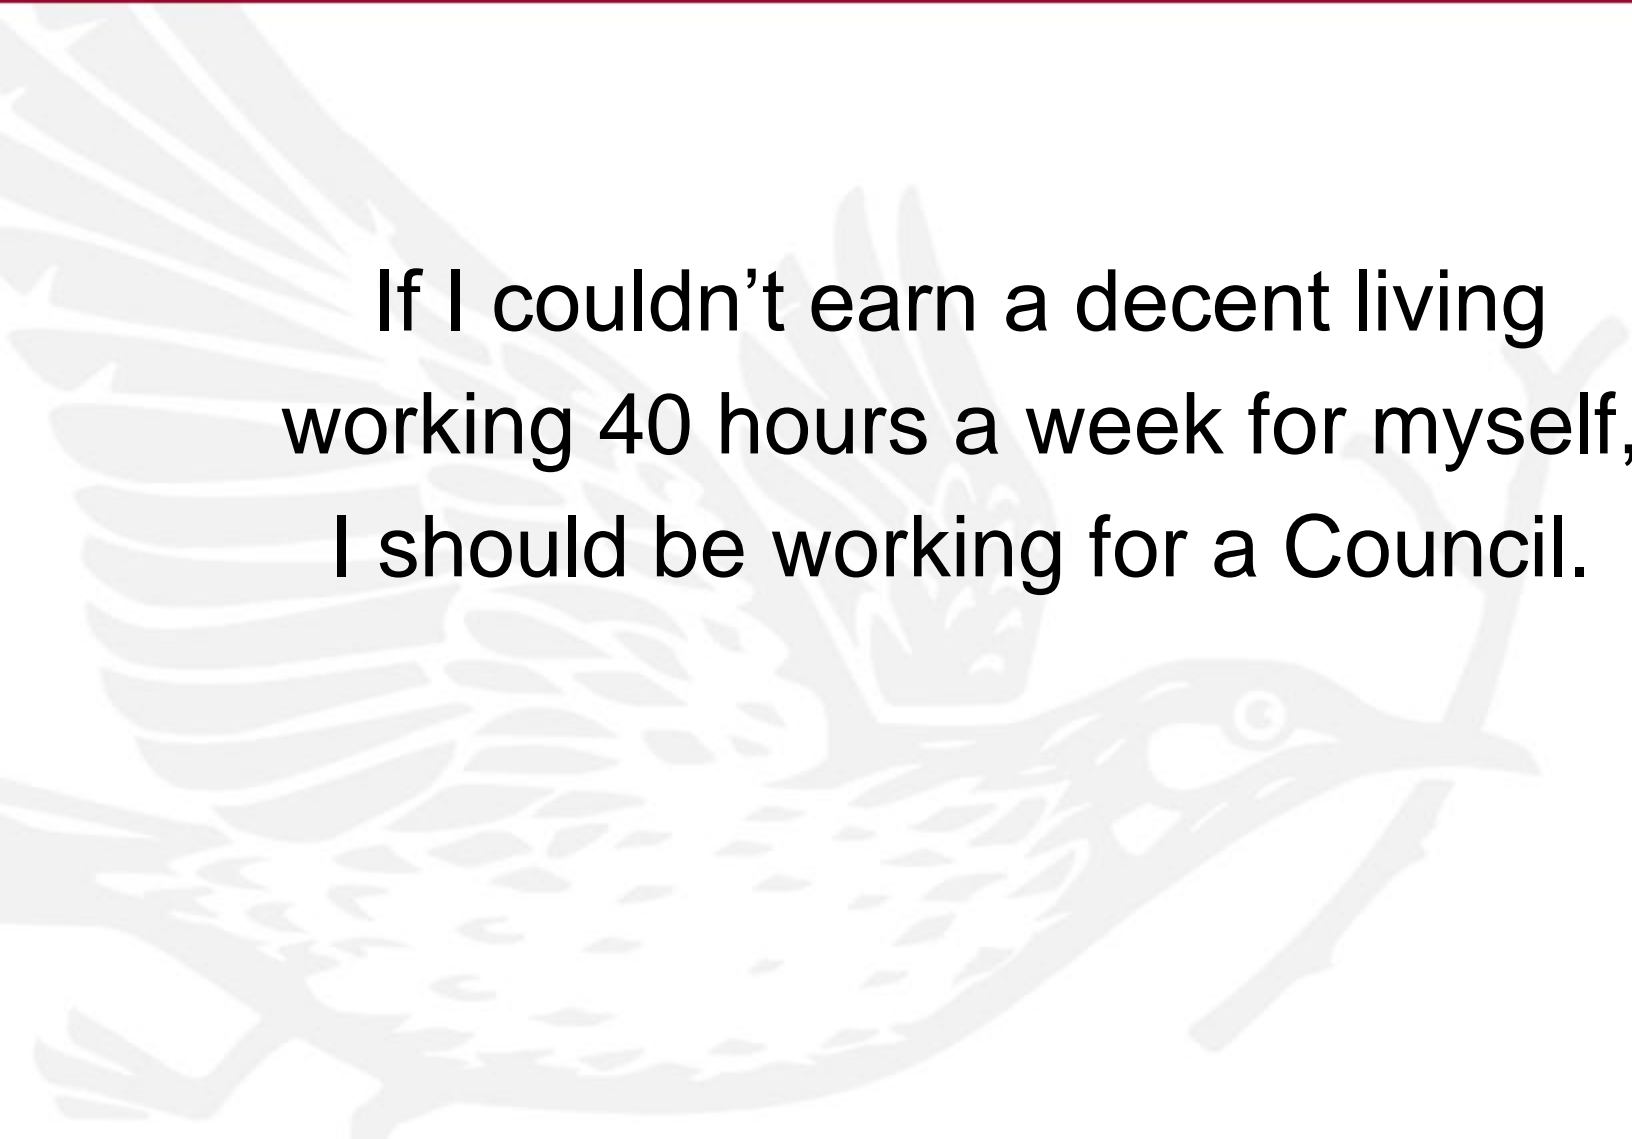 If I couldn’t earn a decent living
working 40 hours a week for myself,
I should be working for a Council.